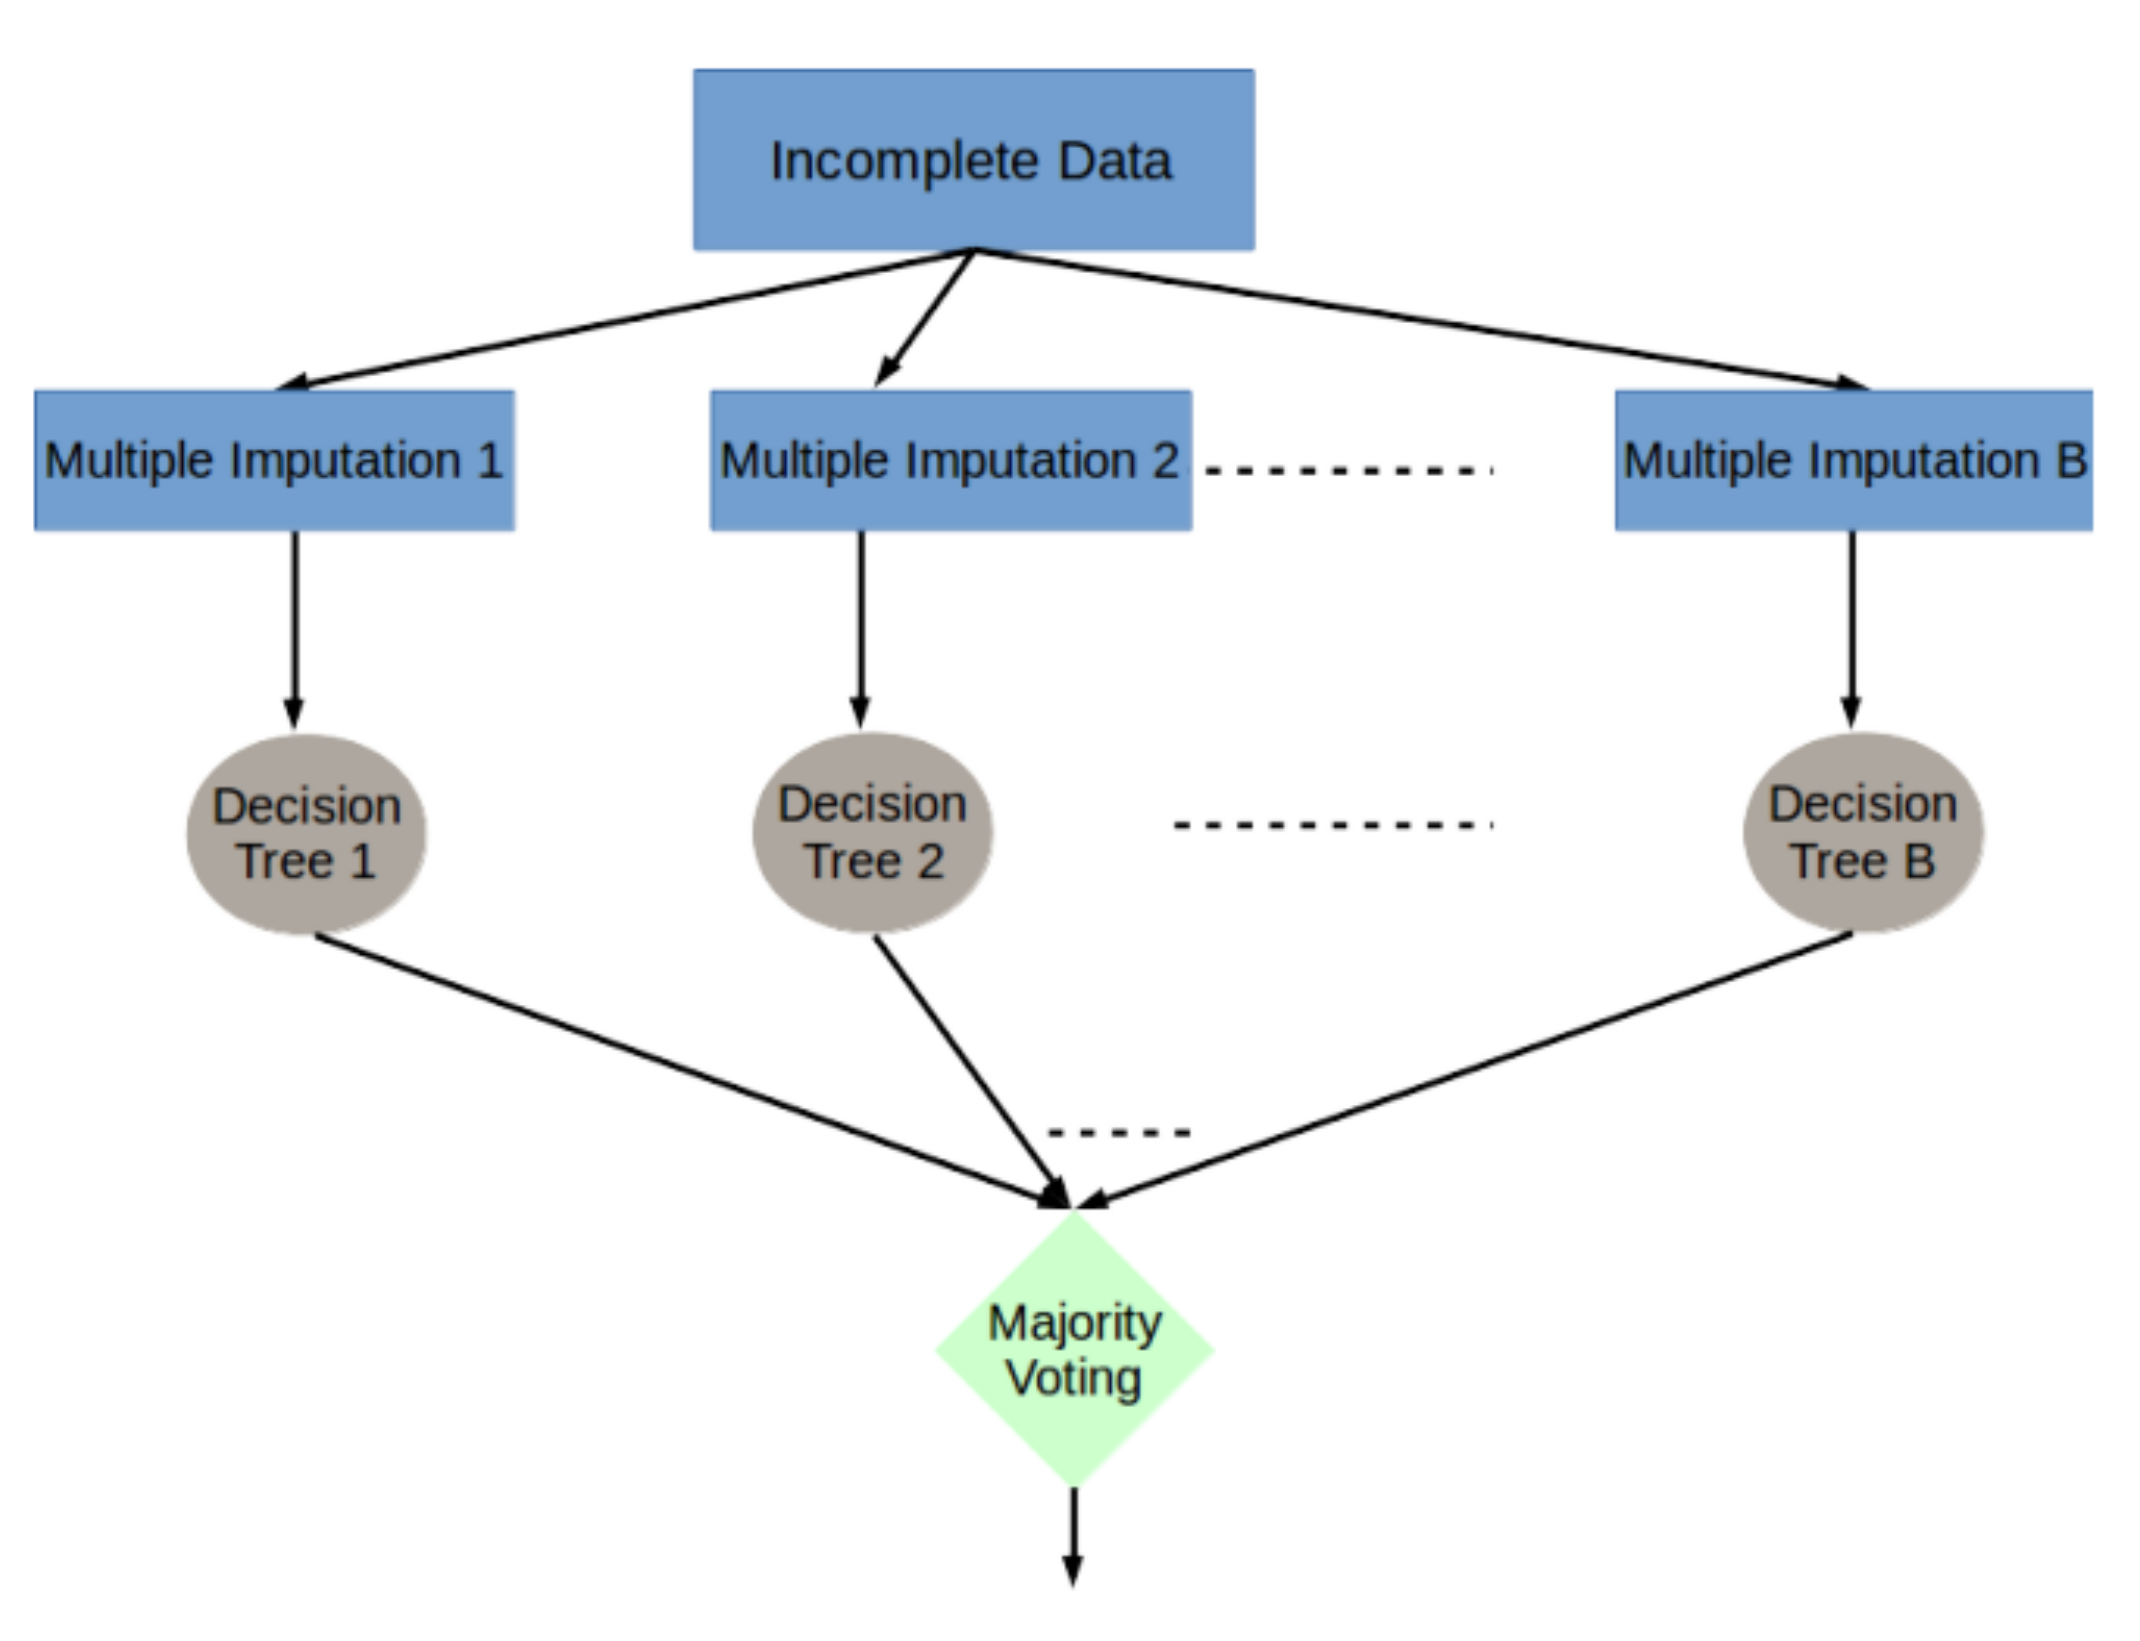 Incomplete Data
Multiple Imputation 1
Multiple Imputation 2
Multiple Imputation B
Decision
Tree 1
Decision
Tree 2
Decision
Tree B
Majority
Voting